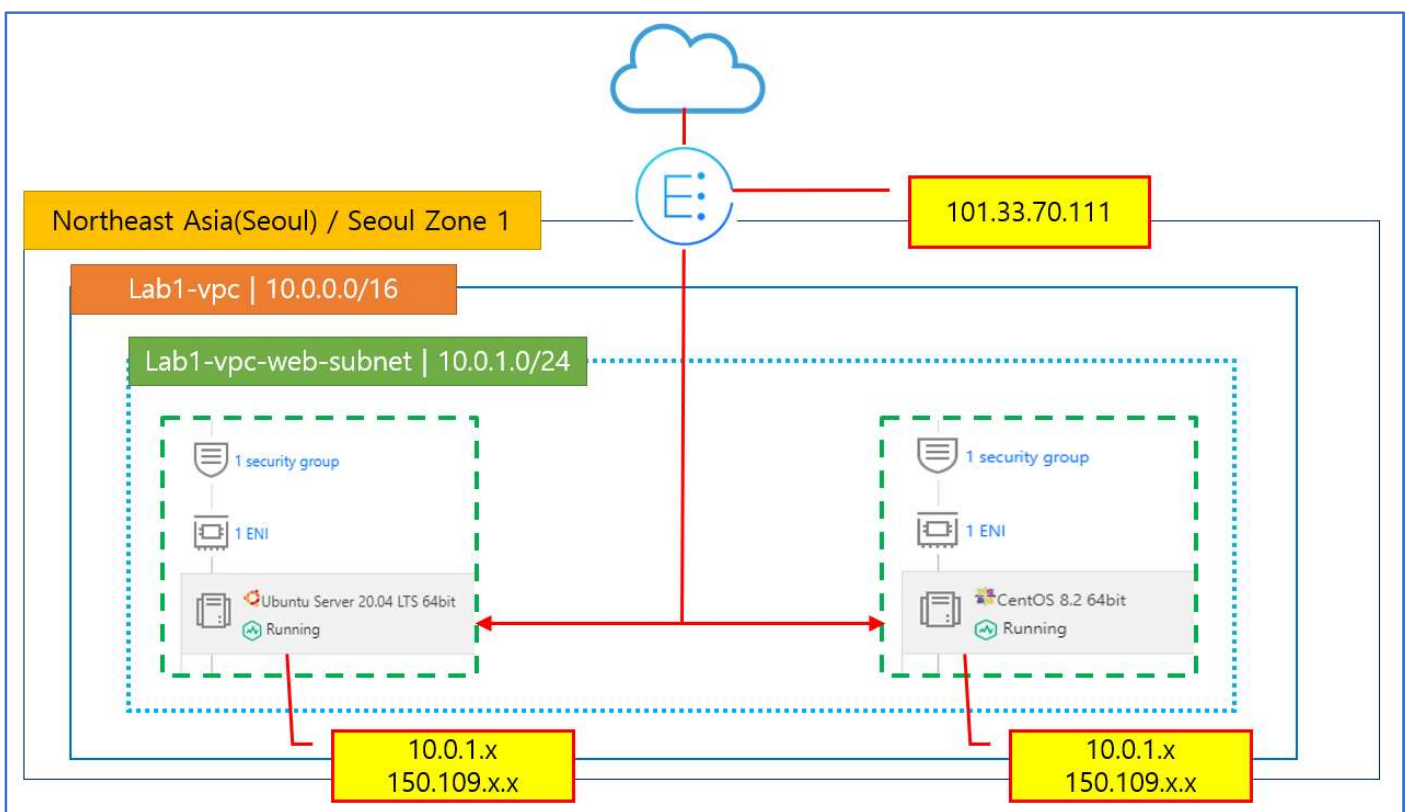 E:
101.33.70.111
Northeast Asia(Seoul) / Seoul Zone 1
Lab1-vpc | 10.0.0.0/16
Lab1-vpc-web-subnet | 10.0.1.0/24
1 security group
1 ENI
Ubuntu Server 20.04 LTS 64bit
Running
1 security group
1 ENI
CentOS 8.2 64bit
Running
10.0.1.x
150.109.x.x
10.0.1.x
150.109.x.x